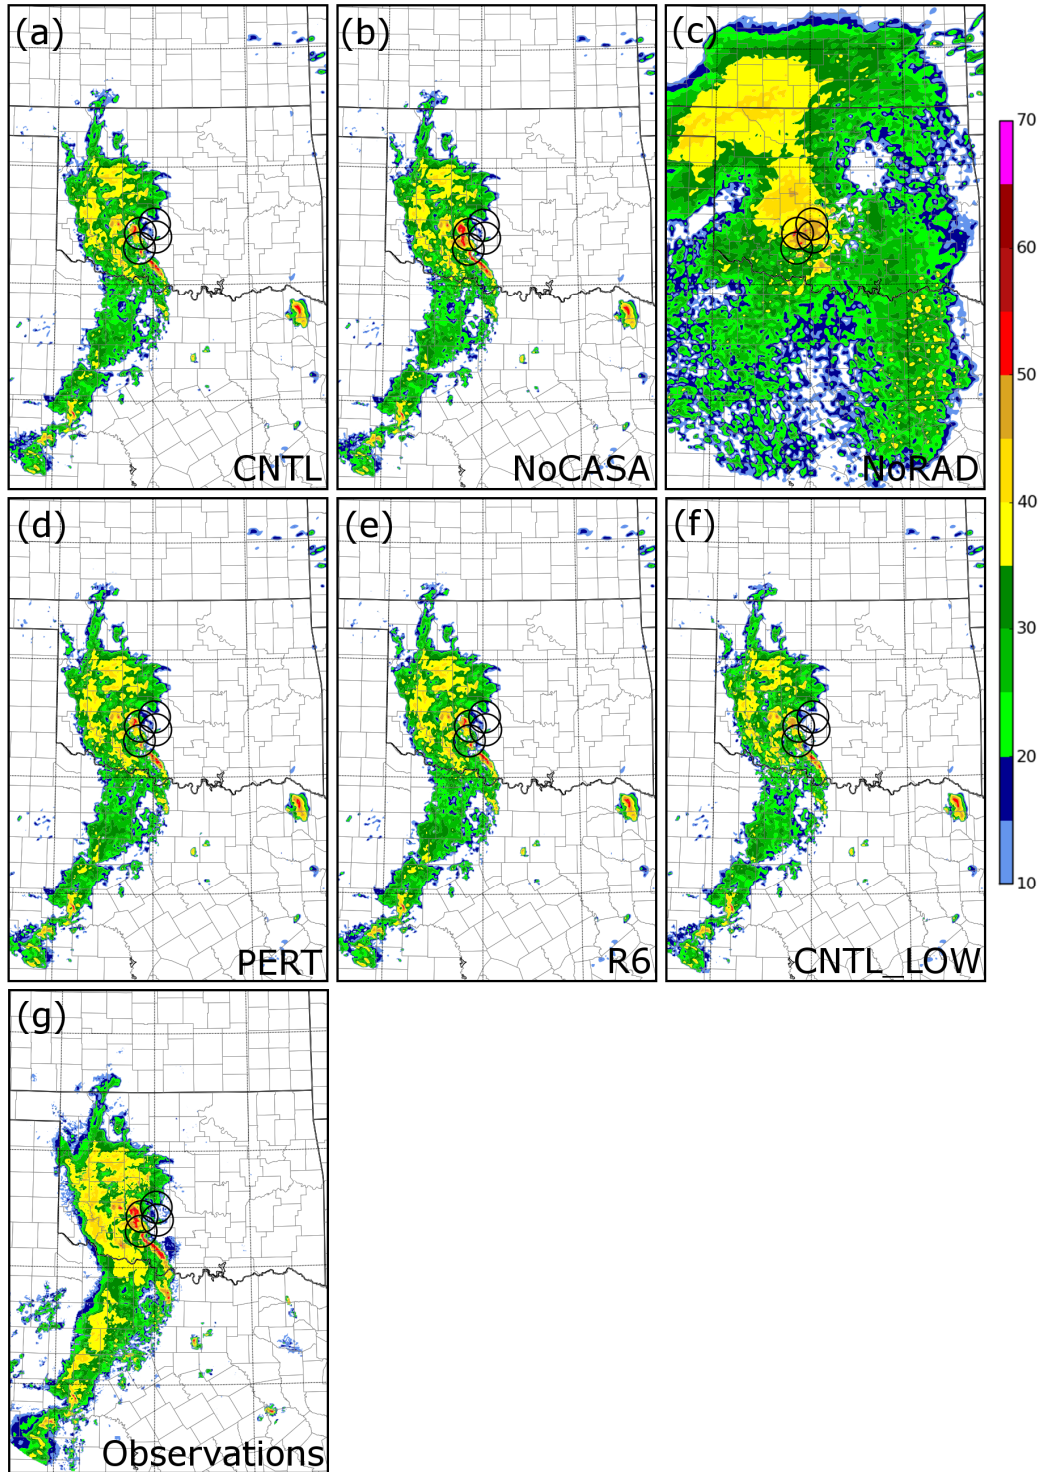 (a)
CNTL
(b)
NoCASA
(c)
NoRAD
70
60
50
40
30
20
10
(d)
PERT
(e)
R6
(f)
CNTL_LOW
(g)
Observations